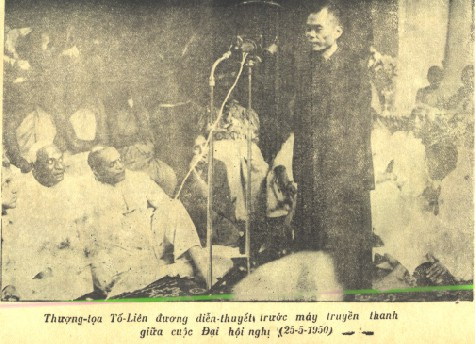 Thượng-tọa Tố-Liên đương diễn-thuyết trước máy truyền thanh
giữa cuộc Đại hội nghị (25-5-1950)